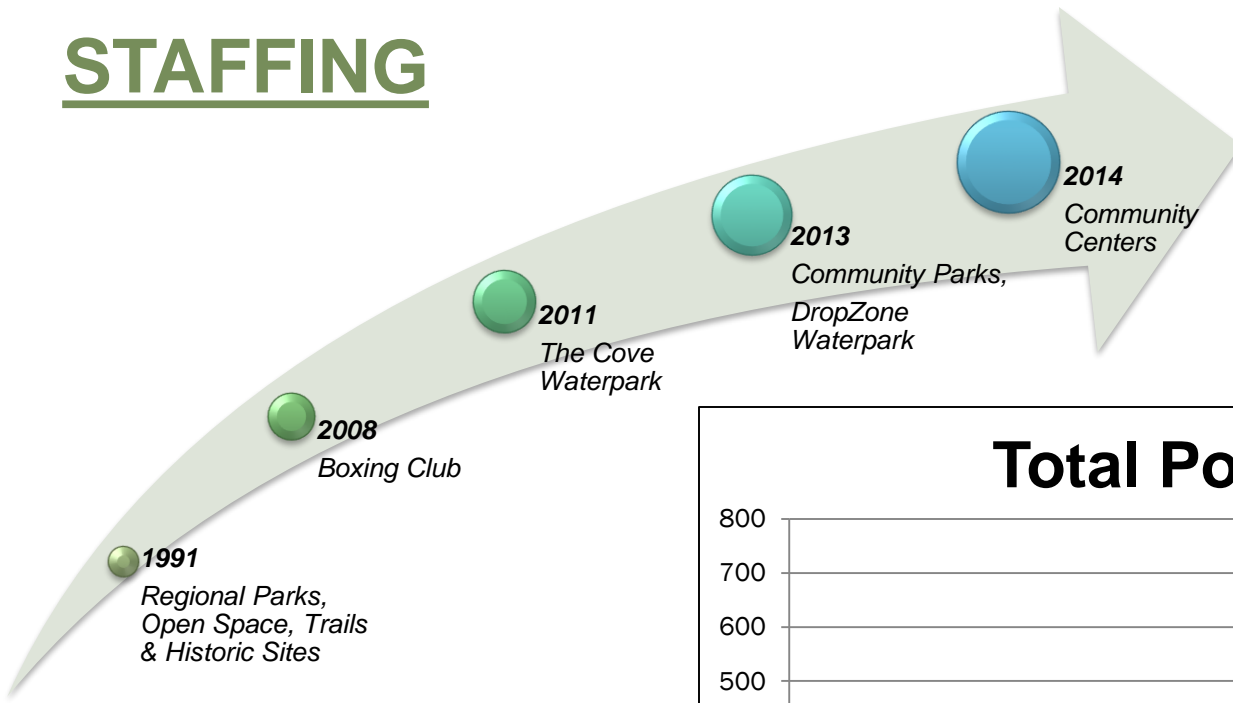 STAFFING
2014
Community
Centers
2013
Community Parks,
DropZone
Waterpark
2011
The Cove
Waterpark
2008
Boxing Club
1991
Regional Parks,
Open Space, Trails
& Historic Sites
Total Po
800
700
600
500